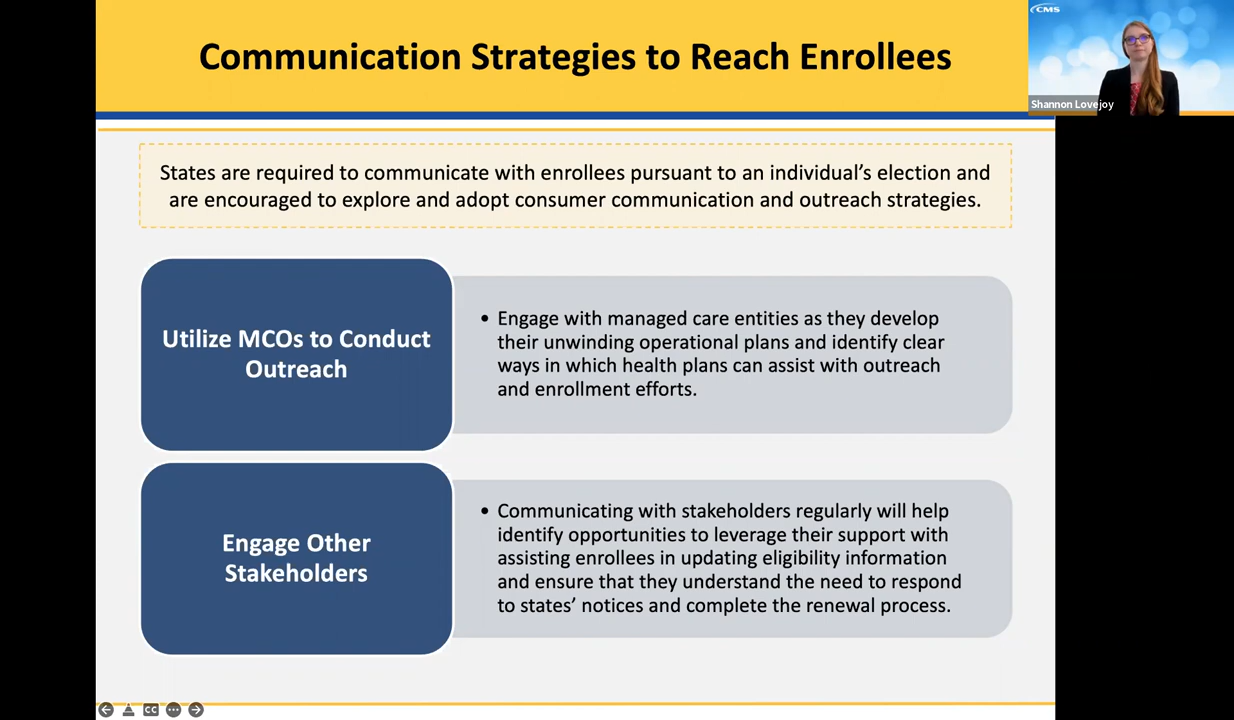 Communication Strategies to Reach Enrollees
CMS
Shannon Lovejoy
States are required to communicate with enrollees pursuant to an individual’s election and
are encouraged to explore and adopt consumer communication and outreach strategies.
Utilize MCOs to Conduct
Outreach
• Engage with managed care entities as they develop
their unwinding operational plans and identify clear
ways in which health plans can assist with outreach
and enrollment efforts.
Engage Other
Stakeholders
• Communicating with stakeholders regularly will help
identify opportunities to leverage their support with
assisting enrollees in updating eligibility information
and ensure that they understand the need to respond
to states’ notices and complete the renewal process.
CC